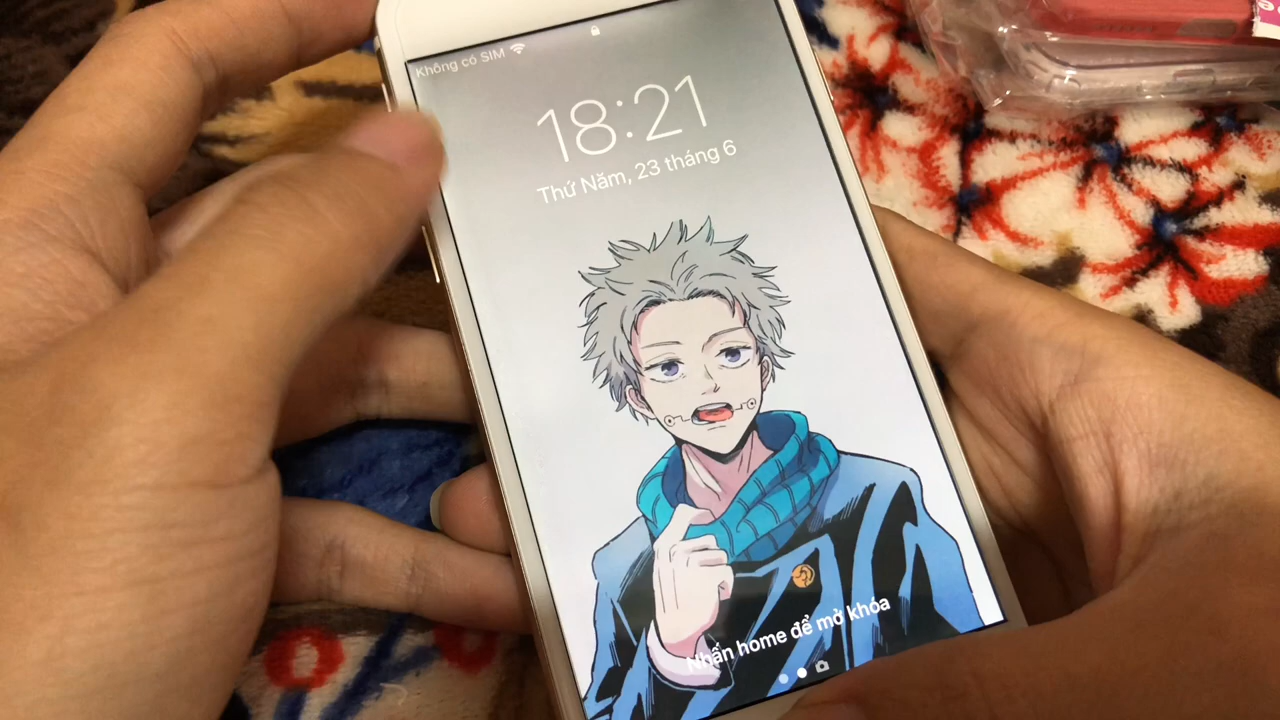 Không có SIM
18:21
Thứ Năm, 23 tháng 6
Nhấn home để mở khóa